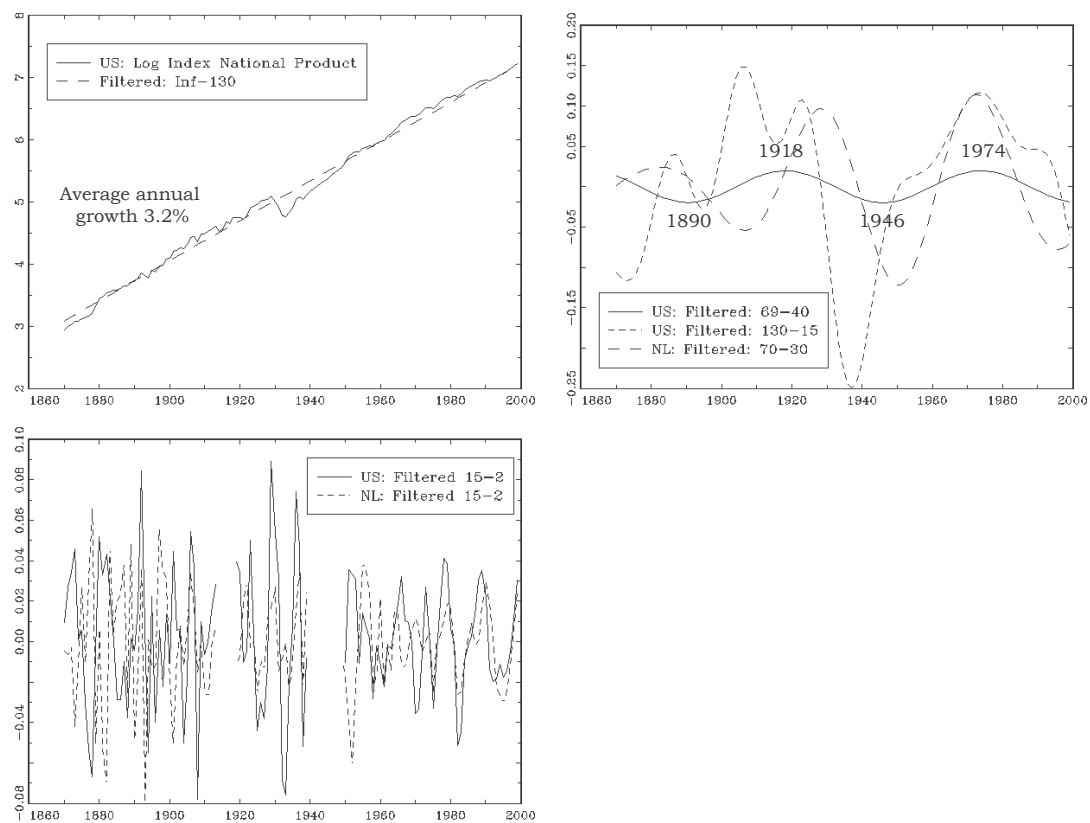 8
7
6
5
4
3
2
US: Log Index National Product
Filtered: Inf-130
Average annual
growth 3.2%
1860 1880 1900 1920 1940 1960 1980 2000
0.20
0.15
0.10
0.05
-0.05
-0.15
-0.25
1918
1974
1890
1946
US: Filtered: 69-40
US: Filtered: 130-15
NL: Filtered: 70-30
1860 1880 1900 1920 1940 1960 1980 2000
0.10
0.08
0.06
0.04
0.02
0.00
-0.04
-0.08
US: Filtered 15-2
NL: Filtered 15-2
1860 1880 1900 1920 1940 1960 1980 2000